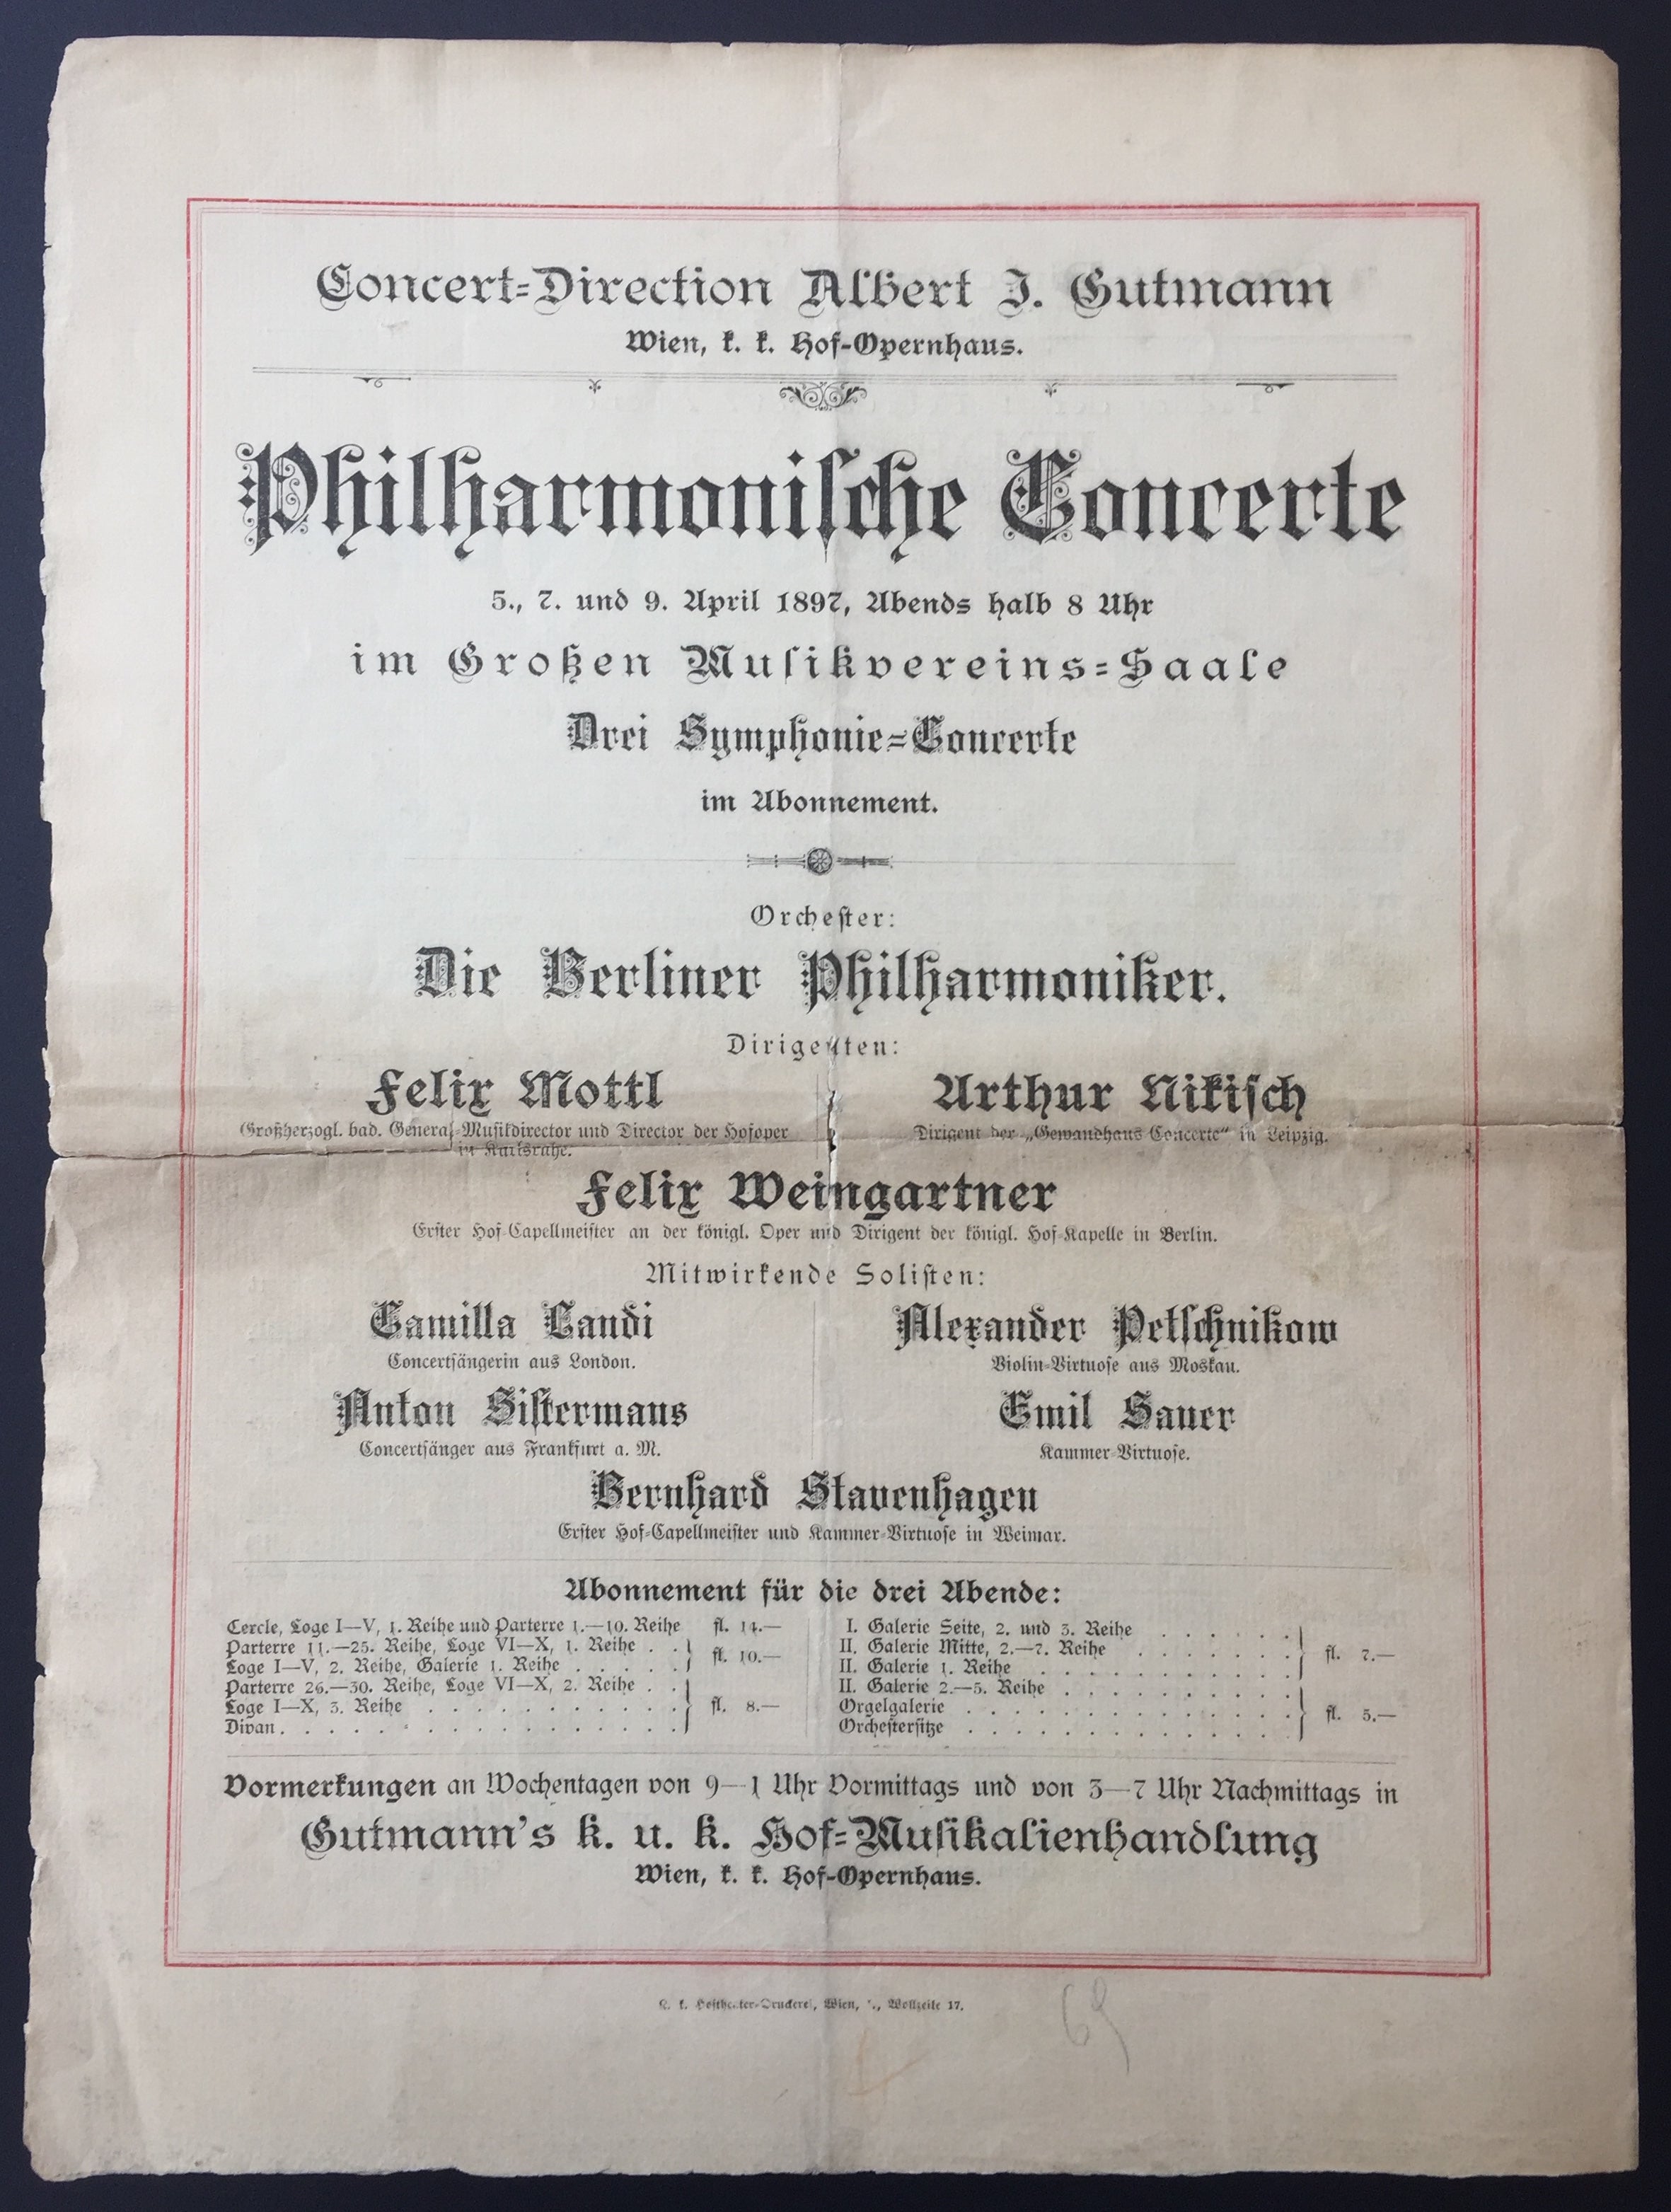 Concert-Direction Albert J. Gutmann
Wien, k. k. Hof-Opernhaus.
Philharmonische Concerte
5., 7. und 9. April 1897, Abends halb 8 Uhr
im Großen Musikvereins-Saale
Drei Symphonie-Concerte
im Abonnement.
Orchester:
Die Berliner Philharmoniker.
Dirigenten:
Felix Mottl
Großherzogl. bad. General-Musikdirector und Director der Hofoper
in Karlsruhe.
Arthur Nikisch
Dirigent der „Gewandhaus Concerte“ in Leipzig.
Felix Weingartner
Erster Hof-Capellmeister an der königl. Oper und Dirigent der königl. Hof-Kapelle in Berlin.
Mitwirkende Solisten:
Camilla Landi
Concertsängerin aus London.
Alexander Petschnikow
Violin-Virtuose aus Moskau.
Anton Sistermans
Concertsänger aus Frankfurt a. M.
Emil Sauer
Kammer-Virtuose.
Bernhard Stavenhagen
Erster Hof-Capellmeister und Kammer-Virtuose in Weimar.
Abonnement für die drei Abende:
Cercle, Loge I—V, 1. Reihe und Parterre 1.—10. Reihe fl. 14.—
Parterre 11.—25. Reihe, Loge VI—X, 1. Reihe . .
Loge I—V, 2. Reihe, Galerie 1. Reihe . . . . . fl. 10.—
Parterre 26.—30. Reihe, Loge VI—X, 2. Reihe . .
Loge I—X, 3. Reihe . . . . . . . . . . . fl. 8.—
Divan . . . . . . . . . . . . . . . . .
I. Galerie Seite, 2. und 3. Reihe . . . . . .
II. Galerie Mitte, 2.—7. Reihe . . . . . . . fl. 7.—
II. Galerie 1. Reihe . . . . . . . . . . .
II. Galerie 2.—5. Reihe . . . . . . . . . .
Orgelgalerie . . . . . . . . . . . . . . fl. 5.—
Orchestersitze . . . . . . . . . . . . . .
Vormerkungen an Wochentagen von 9—1 Uhr Vormittags und von 3—7 Uhr Nachmittags in
Gutmann's k. u. k. Hof-Musikalienhandlung
Wien, k. k. Hof-Opernhaus.
K. k. Hoftheater-Druckerei, Wien, I., Wollzeile 17.
69